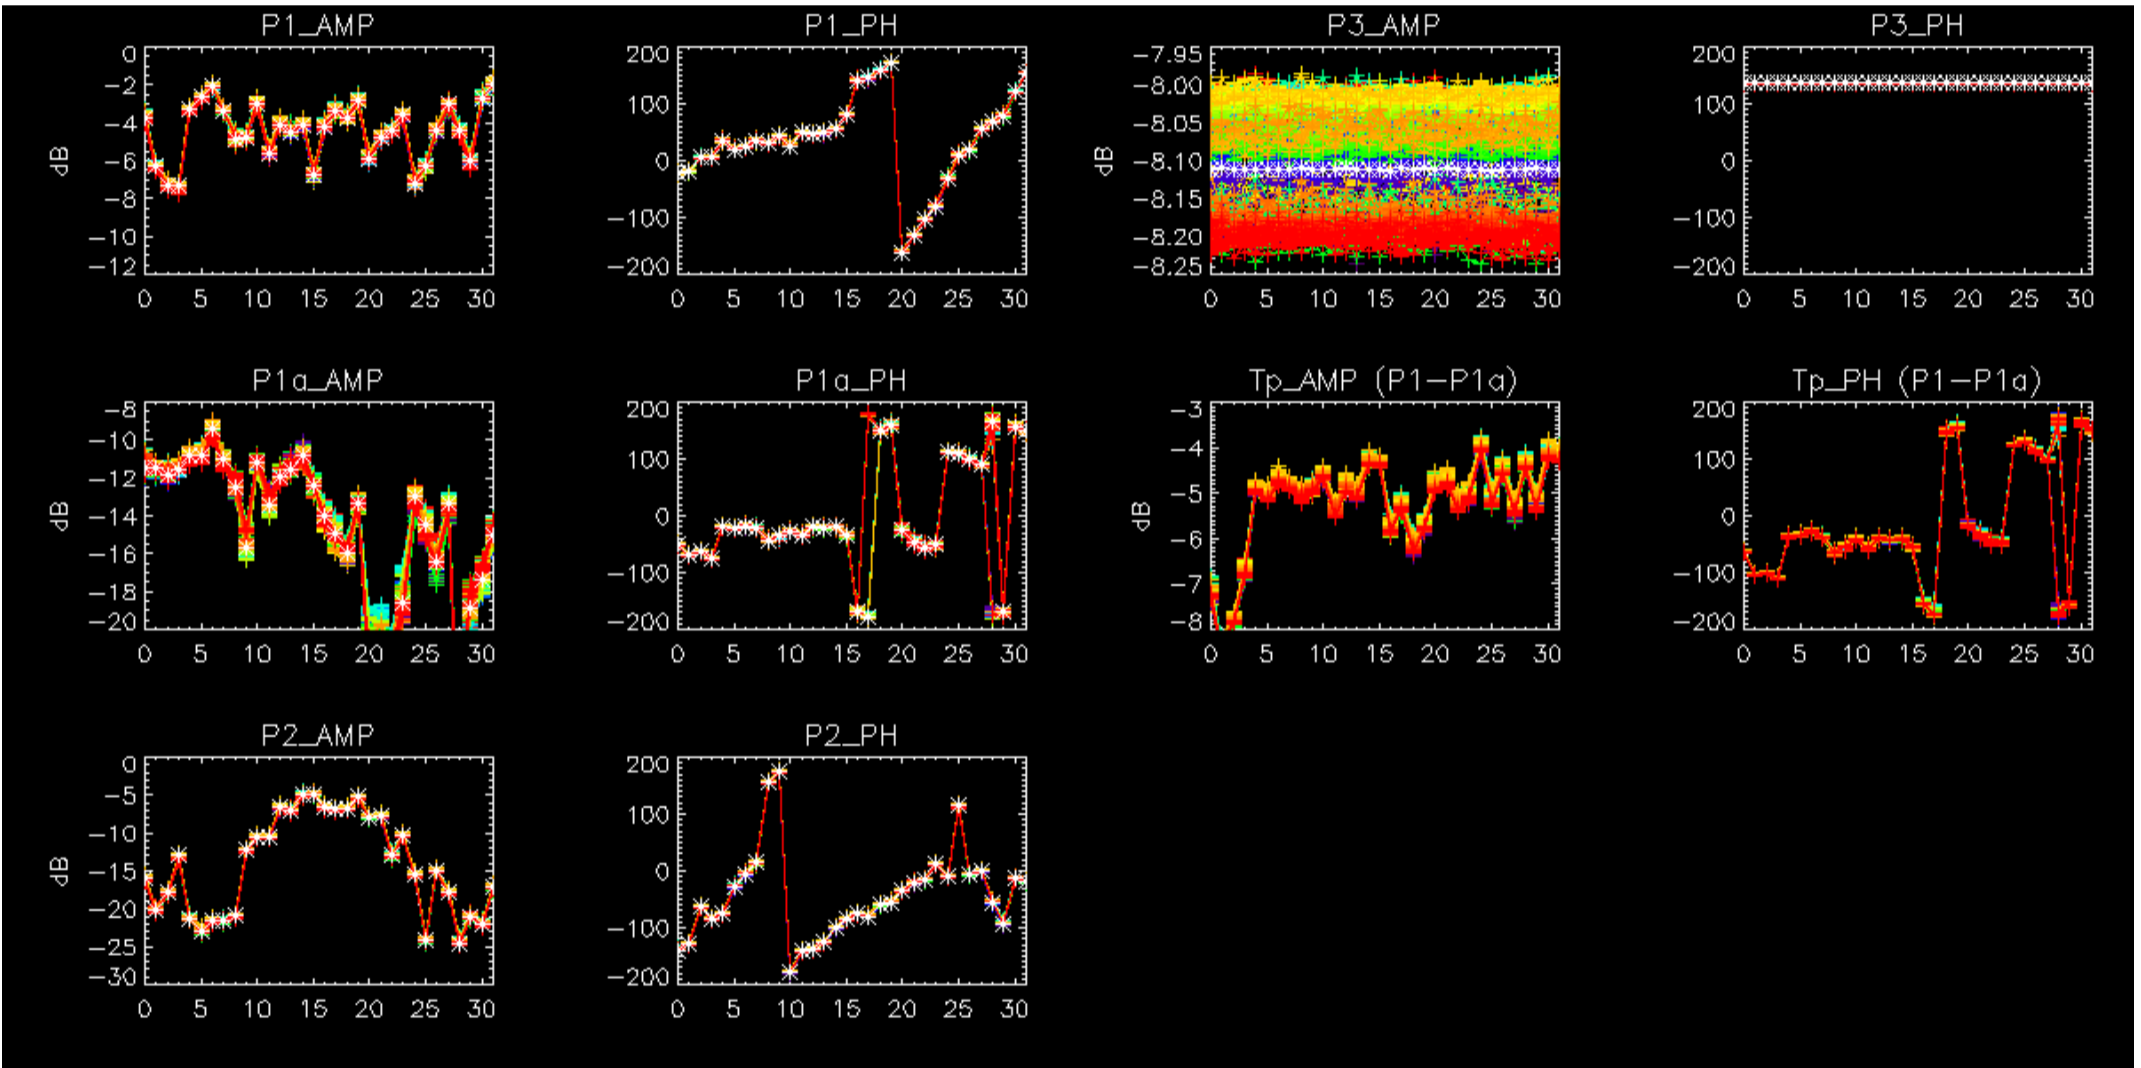 P1_AMP
P1_PH
P3_AMP
P3_PH
dB
0
−2
−4
−6
−8
−10
−12
0 5 10 15 20 25 30
200
100
0
−100
−200
0 5 10 15 20 25 30
dB
−7.95
−8.00
−8.05
−8.10
−8.15
−8.20
−8.25
0 5 10 15 20 25 30
200
100
0
−100
−200
0 5 10 15 20 25 30
P1a_AMP
P1a_PH
Tp_AMP (P1−P1a)
Tp_PH (P1−P1a)
dB
−8
−10
−12
−14
−16
−18
−20
0 5 10 15 20 25 30
200
100
0
−100
−200
0 5 10 15 20 25 30
dB
−3
−4
−5
−6
−7
−8
0 5 10 15 20 25 30
200
100
0
−100
−200
0 5 10 15 20 25 30
P2_AMP
P2_PH
dB
0
−5
−10
−15
−20
−25
−30
0 5 10 15 20 25 30
200
100
0
−100
−200
0 5 10 15 20 25 30